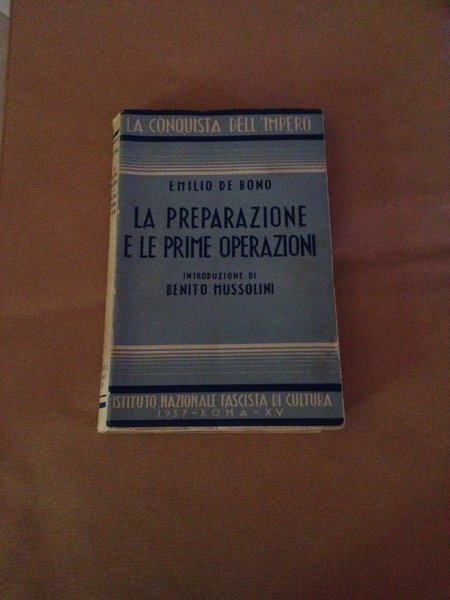 LA CONQUISTA DELL'IMPERO
EMILIO DE BONO
LA PREPARAZIONE
E LE PRIME OPERAZIONI
INTRODUZIONE DI
BENITO MUSSOLINI
ISTITUTO NAZIONALE FASCISTA DI CULTURA
1937 - ROMA - XV